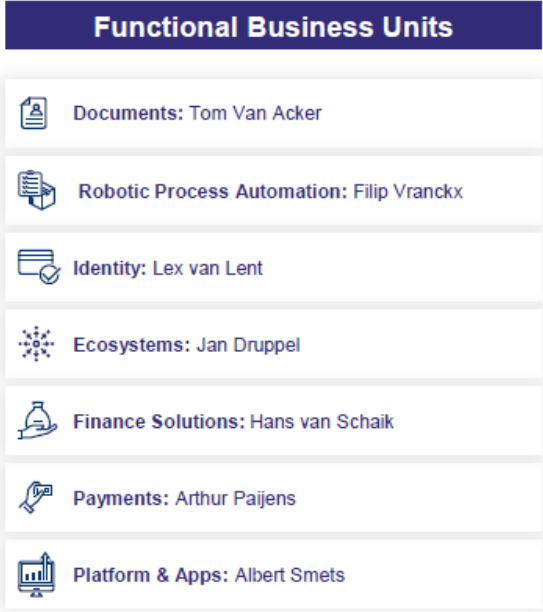 Functional Business Units
Documents: Tom Van Acker
Robotic Process Automation: Filip Vranckx
Identity: Lex van Lent
Ecosystems: Jan Druppel
Finance Solutions: Hans van Schaik
Payments: Arthur Paijens
Platform & Apps: Albert Smets